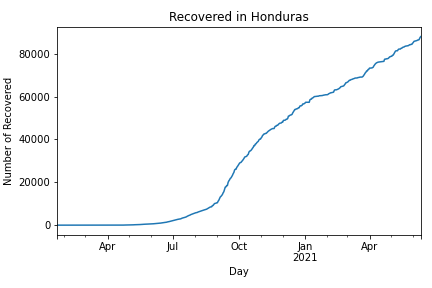 Recovered in Honduras
Number of Recovered
80000
60000
40000
20000
0
Apr
Jul
Oct
Jan
2021
Apr
Day